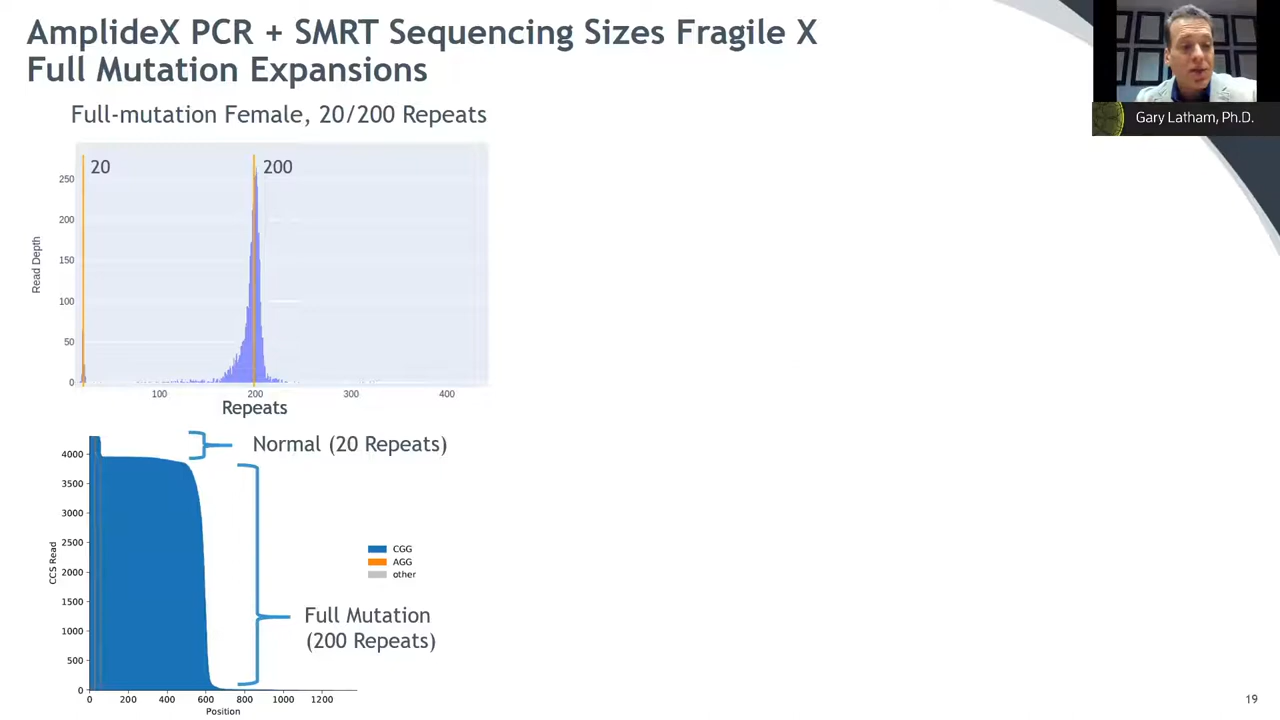 AmplideX PCR + SMRT Sequencing Sizes Fragile X
Full Mutation Expansions
Gary Latham, Ph.D.
Full-mutation Female, 20/200 Repeats
20
200
250
200
150
100
50
0
Read Depth
100
200
300
400
Repeats
Normal (20 Repeats)
4000
3500
3000
2500
2000
1500
1000
500
0
CCS Read
CGG
AGG
other
Full Mutation
(200 Repeats)
0
200
400
600
800
1000
1200
Position
19